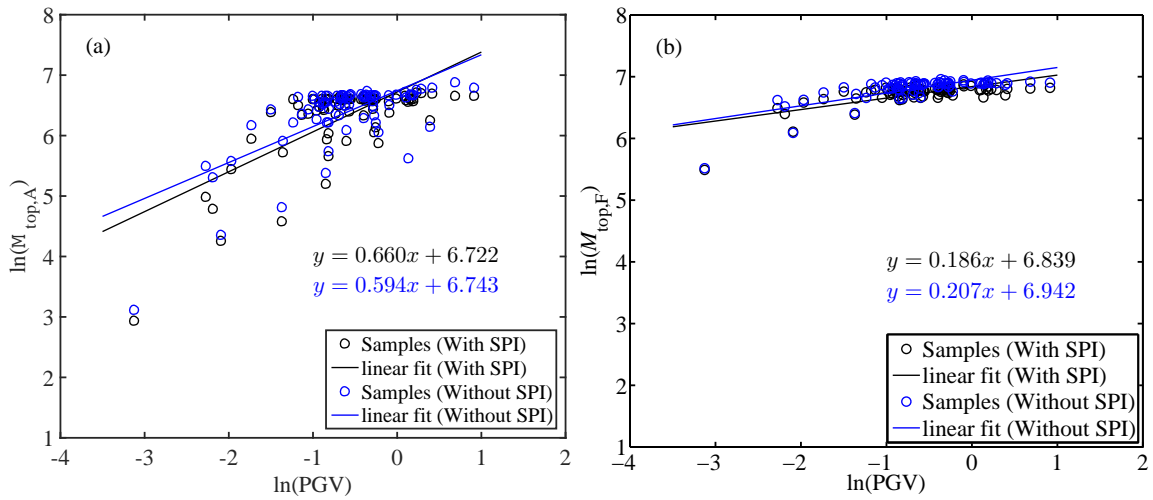 (a)
8
7
6
5
4
3
2
1
ln(M_top,A)
y = 0.660x + 6.722
y = 0.594x + 6.743
Samples (With SPI)
linear fit (With SPI)
Samples (Without SPI)
linear fit (Without SPI)
-4 -3 -2 -1 0 1 2
ln(PGV)
(b)
8
7
6
5
4
3
2
1
ln(M_top,F)
y = 0.186x + 6.839
y = 0.207x + 6.942
Samples (With SPI)
linear fit (With SPI)
Samples (Without SPI)
linear fit (Without SPI)
−4 −3 −2 −1 0 1 2
ln(PGV)